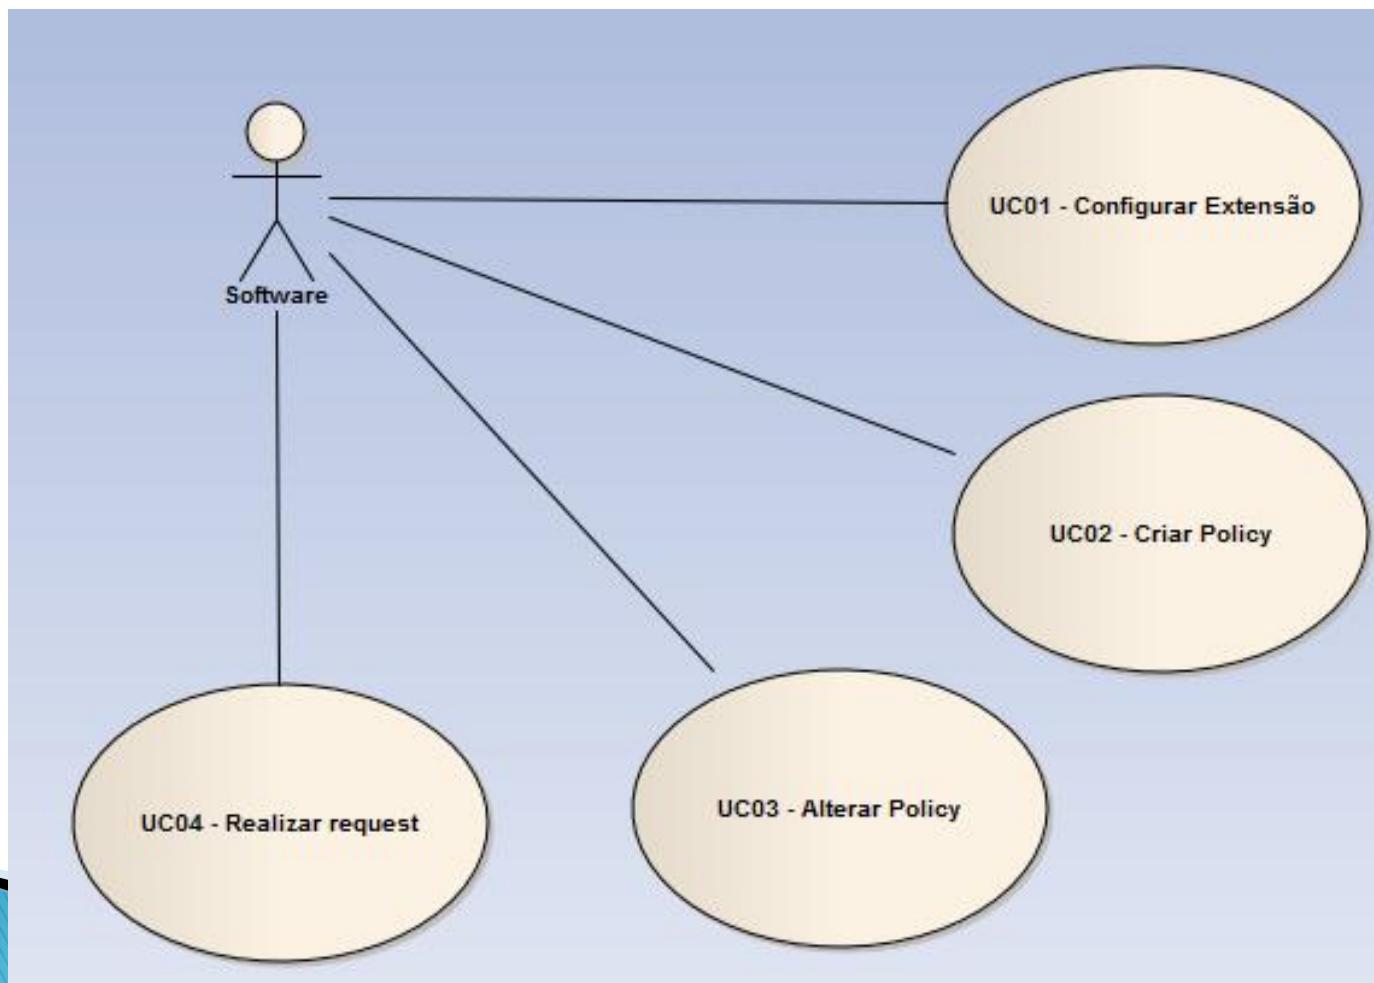 UC01 - Configurar Extensão
Software
UC02 - Criar Policy
UC03 - Alterar Policy
UC04 - Realizar request